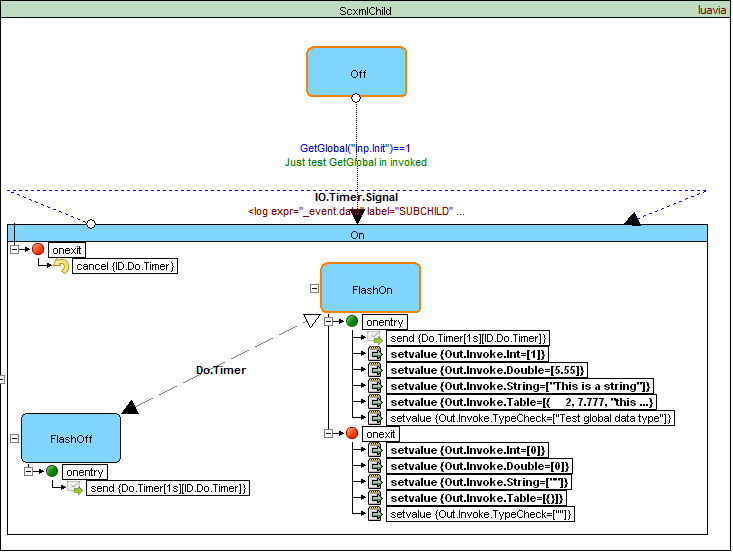 ScxmlChild
luavia
Off
GetGlobal("Inp.Init")==1
Just test GetGlobal in invoked
IO.Timer.Signal
<log expr="_event.data" label="SUBCHILD" ...
On
onexit
cancel {ID.Do.Timer}
FlashOn
onentry
send {Do.Timer[1s][ID.Do.Timer]}
setvalue {Out.Invoke.Int=[1]}
setvalue {Out.Invoke.Double=[5.55]}
setvalue {Out.Invoke.String=["This is a string"]}
setvalue {Out.Invoke.Table=[{ 2, 7.777, "this ...}
setvalue {Out.Invoke.TypeCheck=["Test global data type"]}
onexit
setvalue {Out.Invoke.Int=[0]}
setvalue {Out.Invoke.Double=[0]}
setvalue {Out.Invoke.String=[""]}
setvalue {Out.Invoke.Table=[{}]}
setvalue {Out.Invoke.TypeCheck=[""]}
Do.Timer
FlashOff
onentry
send {Do.Timer[1s][ID.Do.Timer]}